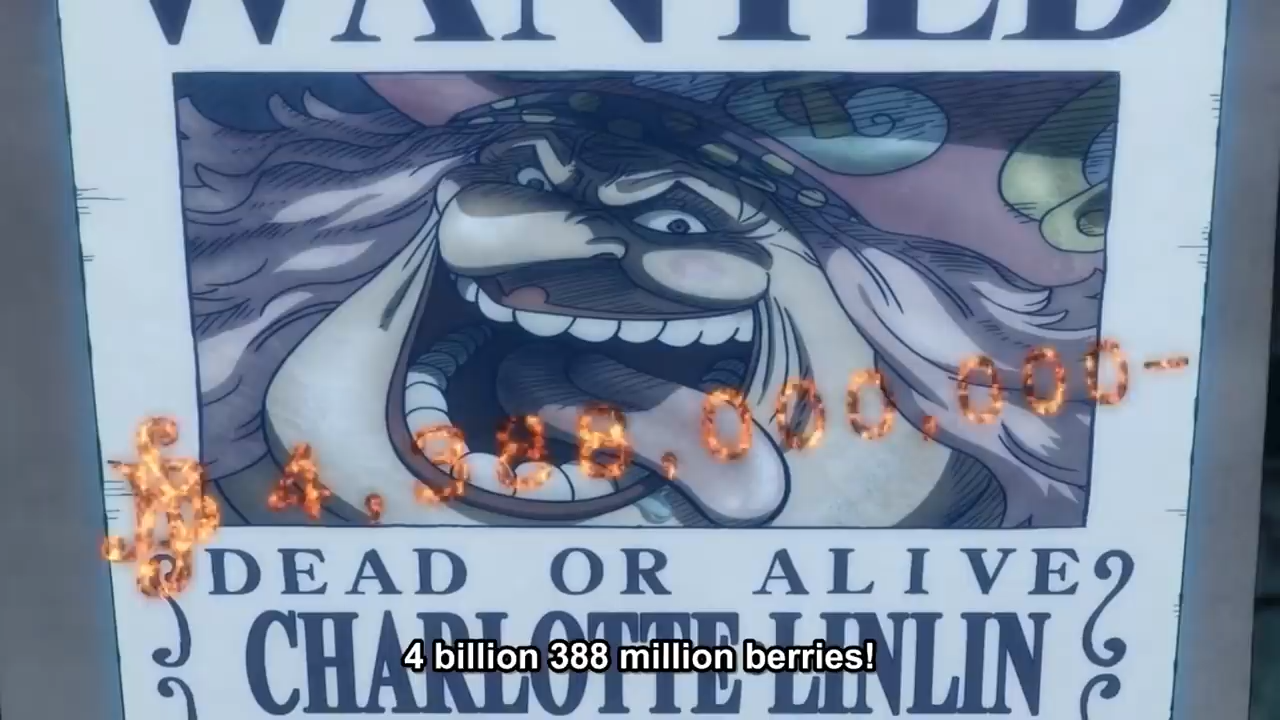 WANTED
฿4,388,000,000-
DEAD OR ALIVE
CHARLOTTE LINLIN
4 billion 388 million berries!